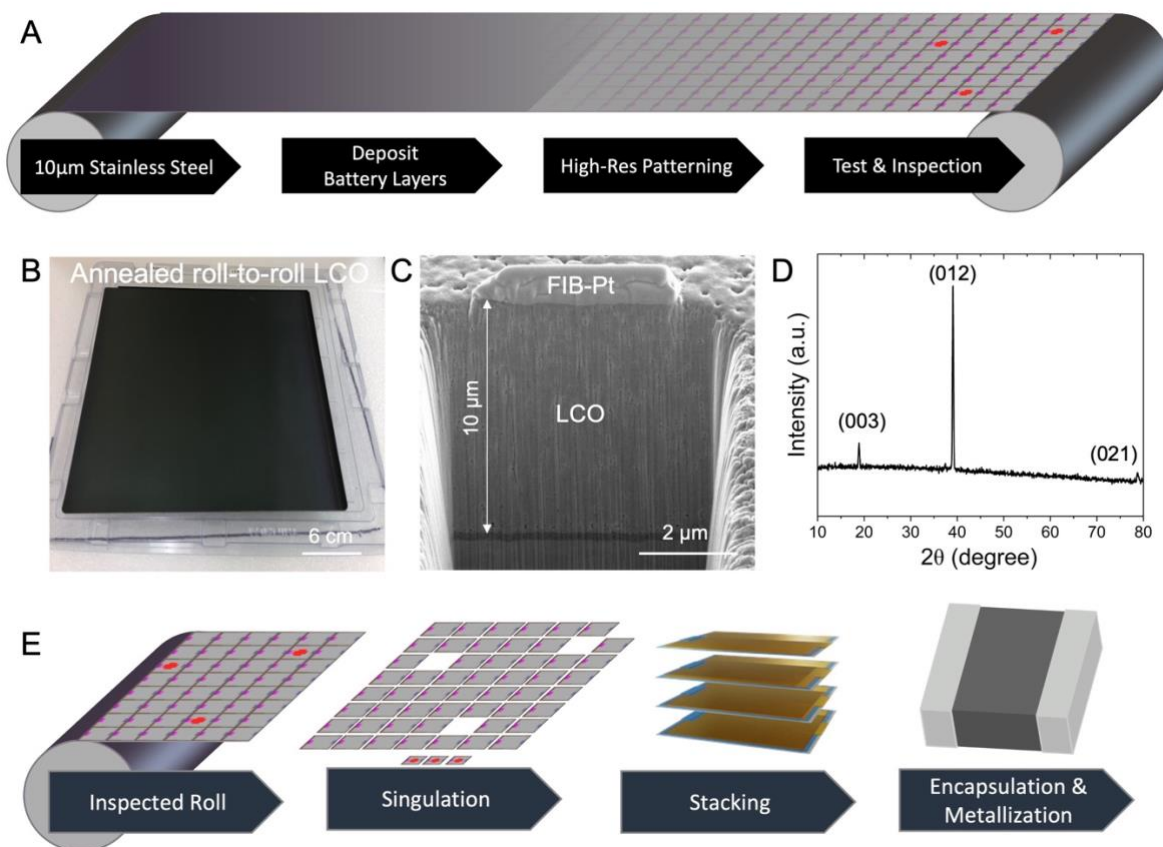 A
10µm Stainless Steel
Deposit
Battery Layers
High-Res Patterning
Test & Inspection
B
Annealed roll-to-roll LCO
6 cm
C
FIB-Pt
10 µm
LCO
2 µm
D
(012)
(003)
(021)
Intensity (a.u.)
10 20 30 40 50 60 70 80
2θ (degree)
E
Inspected Roll
Singulation
Stacking
Encapsulation &
Metallization